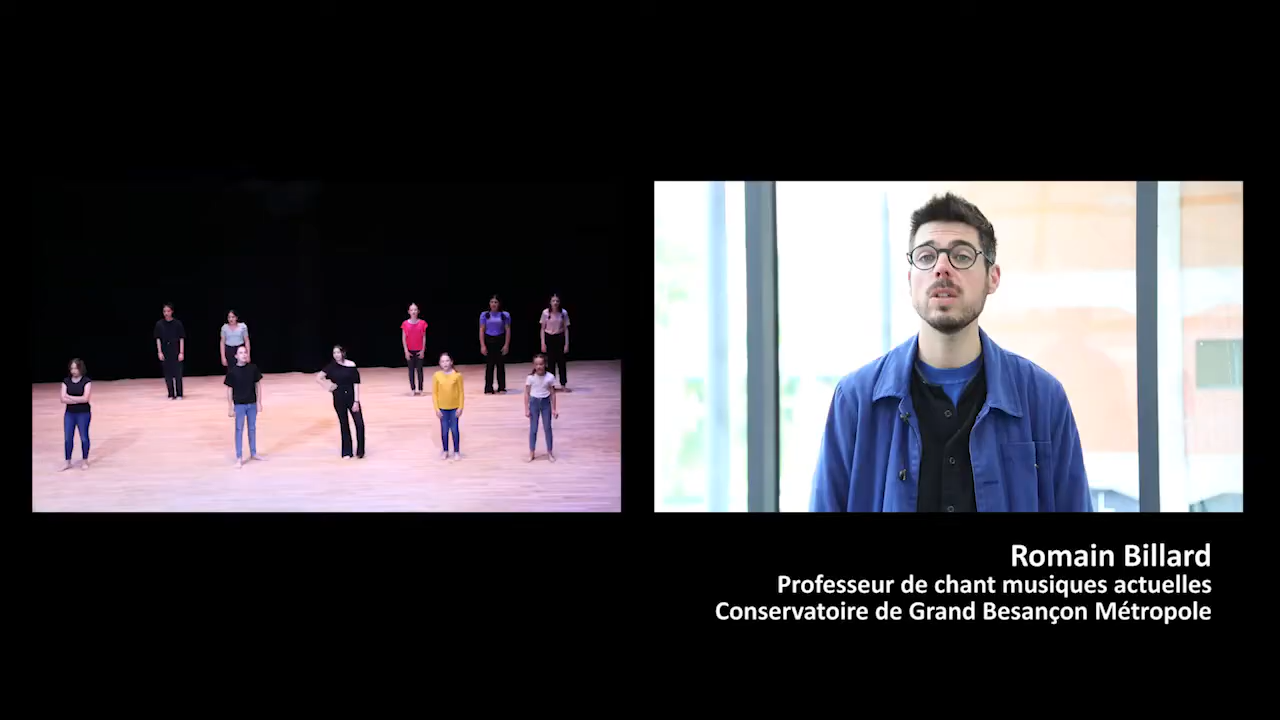 Romain Billard
Professeur de chant musiques actuelles
Conservatoire de Grand Besançon Métropole